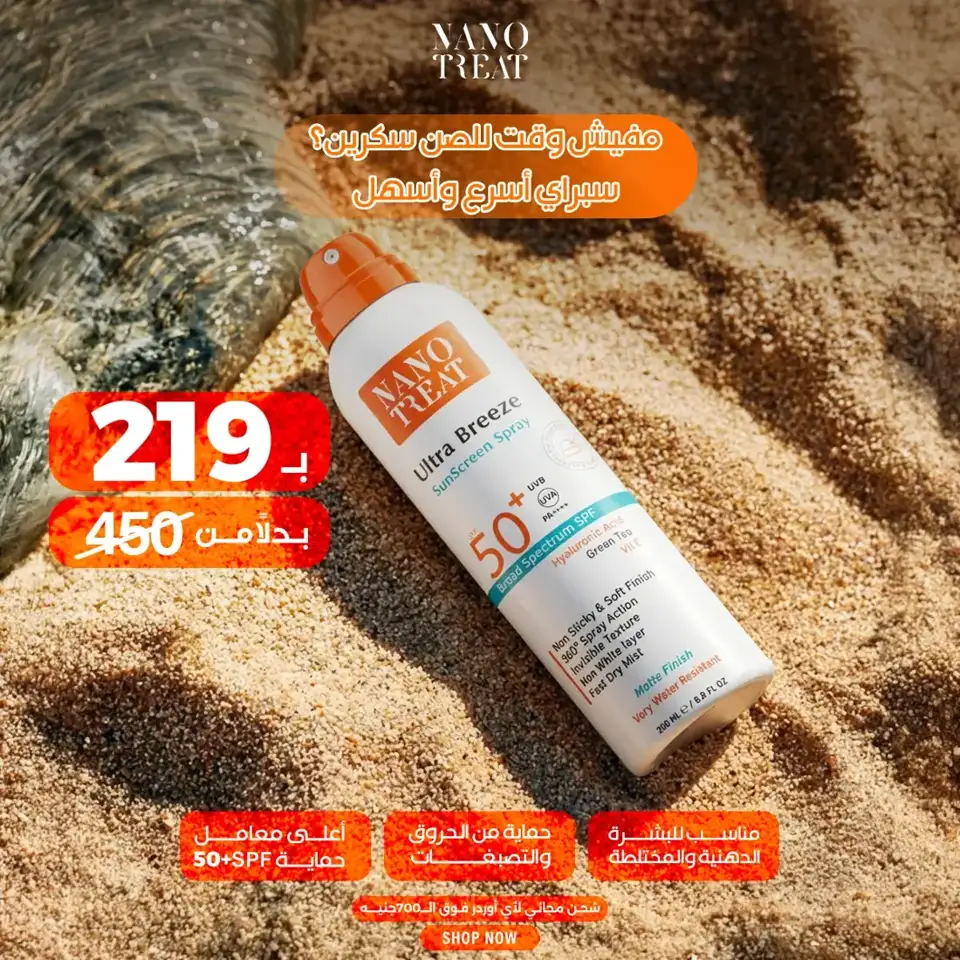 NANO
TREAT
مفيش وقت للصن سكرين؟
سبراي أسرع وأسهل
NANO
TREAT
Ultra Breeze
SunScreen Spray
50+
UVB
UVA
PA++++
Broad Spectrum SPF
Hyaluronic Acid
Green Tea
Vit C
Non Sticky & Soft Finish
360° Spray Action
Invisible Texture
Non White layer
Fast Dry Mist
Matte Finish
Very Water Resistant
200 ML e / 6.8 FL OZ
بـ 219
بدلًا من 450
مناسب للبشرة
الدهنية والمختلطة
حماية من الحروق
والتصبغات
أعلى معامل
حماية 50+SPF
شحن مجاني لأي أوردر فوق الـ700جنيه
SHOP NOW